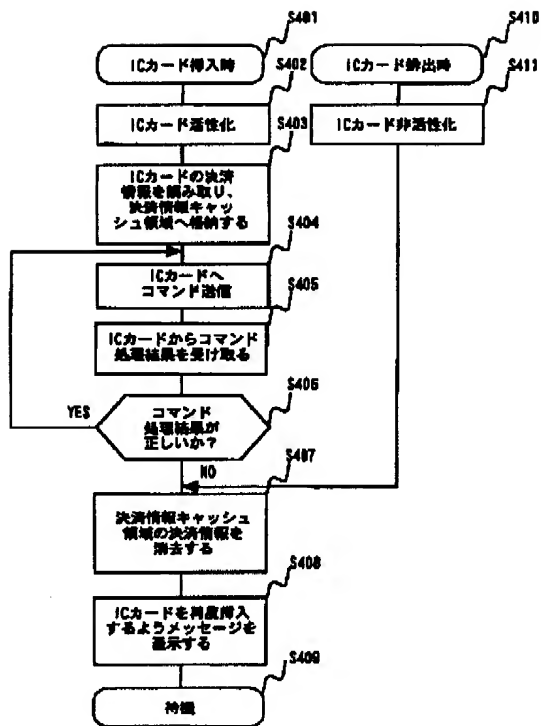 S401
ICカード挿入時
S402
ICカード活性化
S403
ICカードの決済
情報を読み取り、
決済情報キャッ
シュ領域へ格納する
S404
ICカードへ
コマンド送信
S405
ICカードからコマンド
処理結果を受け取る
S406
コマンド
処理結果が
正しいか？
YES
NO
S407
決済情報キャッシュ
領域の決済情報を
消去する
S408
ICカードを再度挿入
するようメッセージを
表示する
S409
待機
S410
ICカード排出時
S411
ICカード非活性化